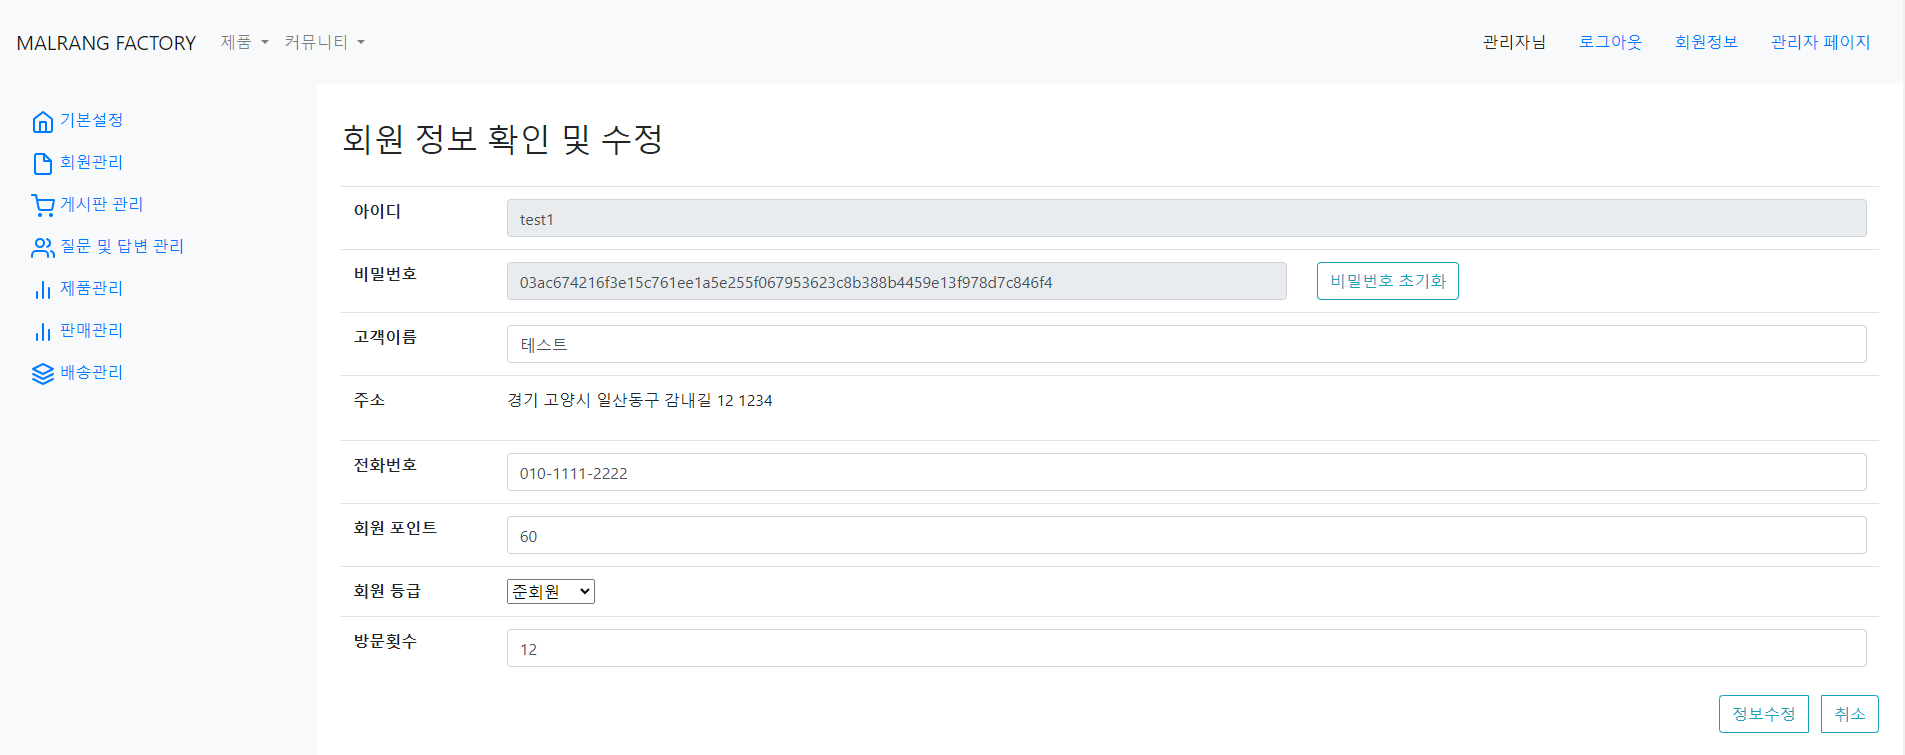 MALRANG FACTORY 제품 커뮤니티 관리자님 로그아웃 회원정보 관리자 페이지
기본설정
회원관리
게시판 관리
질문 및 답변 관리
제품관리
판매관리
배송관리
회원 정보 확인 및 수정
아이디 test1
비밀번호 03ac674216f3e15c761ee1a5e255f067953623c8b388b4459e13f978d7c846f4 비밀번호 초기화
고객이름 테스트
주소 경기 고양시 일산동구 감내길 12 1234
전화번호 010-1111-2222
회원 포인트 60
회원 등급 준회원
방문횟수 12
정보수정 취소